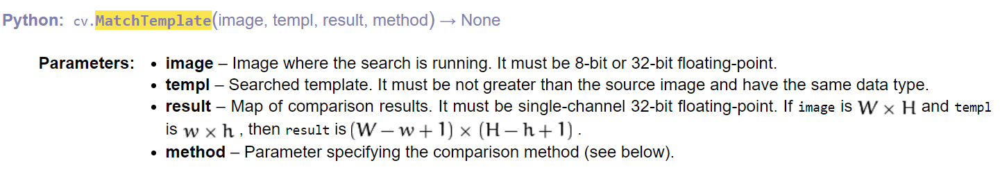 Python: cv.MatchTemplate(image, templ, result, method) → None
Parameters: • image – Image where the search is running. It must be 8-bit or 32-bit floating-point.
• templ – Searched template. It must be not greater than the source image and have the same data type.
• result – Map of comparison results. It must be single-channel 32-bit floating-point. If image is W × H and templ
is w × h , then result is (W − w + 1) × (H − h + 1) .
• method – Parameter specifying the comparison method (see below).